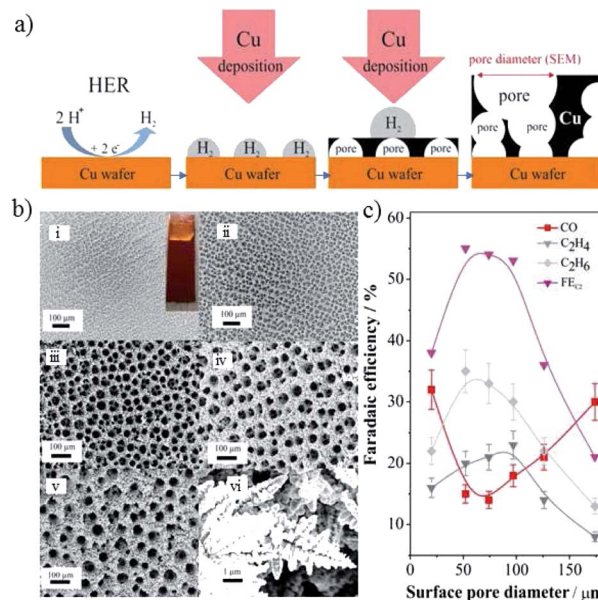 a)
Cu
deposition
Cu
deposition
pore diameter (SEM)
HER
2 H+
H2
+ 2 e-
H2
H2
H2
H2
pore
pore
pore
pore
pore
pore
Cu
Cu wafer
Cu wafer
Cu wafer
Cu wafer
b)
i
100 µm
ii
100 µm
iii
100 µm
iv
100 µm
v
100 µm
vi
1 µm
c)
60
50
40
30
20
10
Faradaic efficiency / %
CO
C2H4
C2H6
FEC2
0
50
100
150
Surface pore diameter / µm